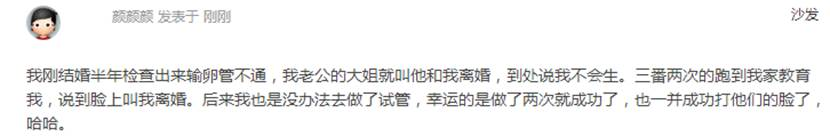 颜颜颜 发表于 刚刚
沙发
我刚结婚半年检查出来输卵管不通，我老公的大姐就叫他和我离婚，到处说我不会生。三番两次的跑到我家教育
我，说到脸上叫我离婚。后来我也是没办法去做了试管，幸运的是做了两次就成功了，也一并成功打他们的脸了，
哈哈。